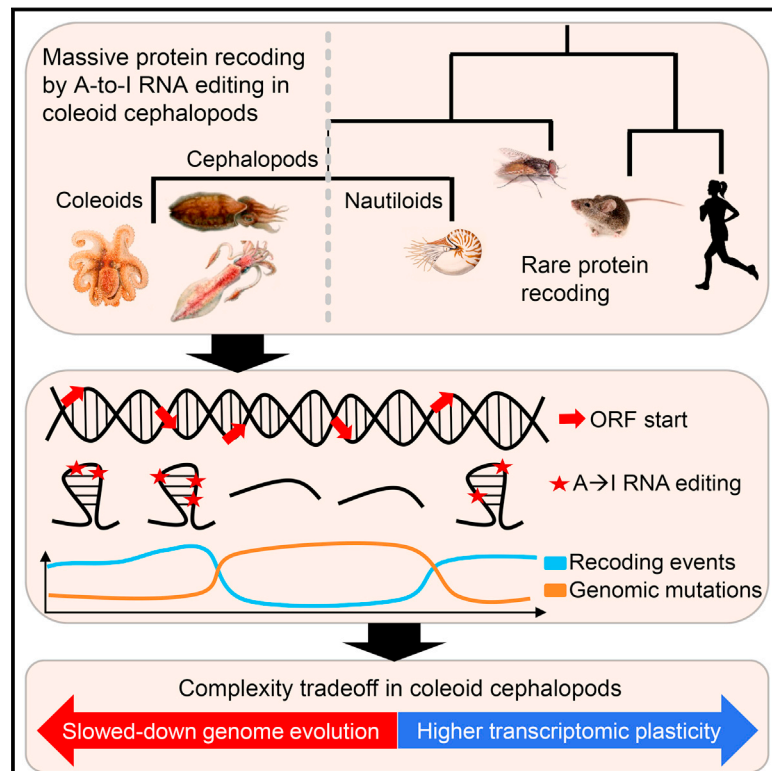 Massive protein recoding
by A-to-I RNA editing in
coleoid cephalopods
Cephalopods
Coleoids
Nautiloids
Rare protein
recoding
ORF start
A→I RNA editing
Recoding events
Genomic mutations
Complexity tradeoff in coleoid cephalopods
Slowed-down genome evolution
Higher transcriptomic plasticity